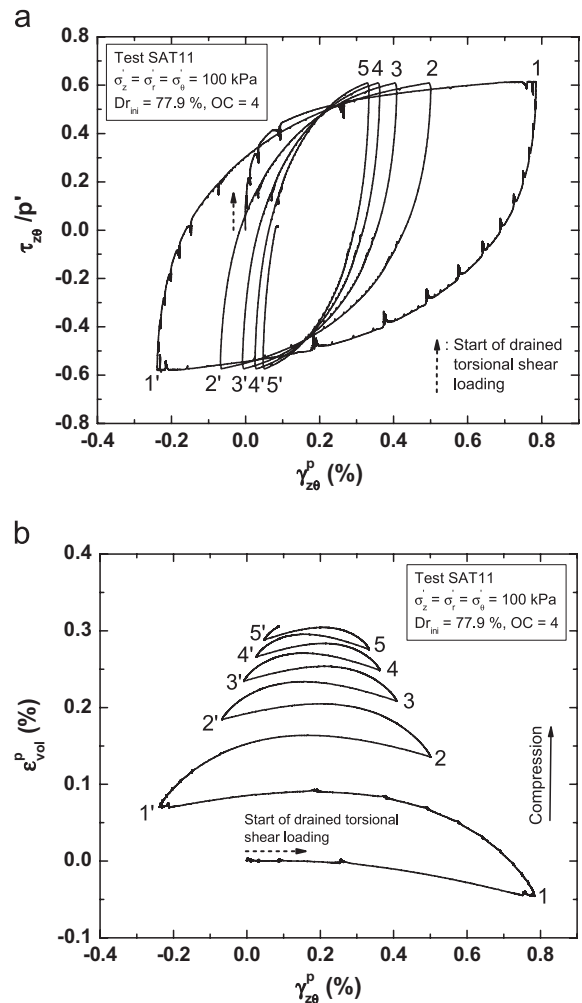 a
Test SAT11
σ'z = σ'r = σ'θ = 100 kPa
Drini = 77.9 %, OC = 4
5 4 3 2 1
0.8
0.6
0.4
0.2
0.0
-0.2
-0.4
-0.6
-0.8
τzθ /p'
1' 2' 3' 4' 5'
: Start of drained
torsional shear
loading
-0.4 -0.2 0.0 0.2 0.4 0.6 0.8
γpzθ (%)
b
Test SAT11
σ'z = σ'r = σ'θ = 100 kPa
Drini = 77.9 %, OC = 4
0.4
0.3
0.2
0.1
0.0
-0.1
εpvol (%)
5' 5
4' 4
3' 3
2' 2
1' 1
Compression
Start of drained torsional
shear loading
-0.4 -0.2 0.0 0.2 0.4 0.6 0.8
γpzθ (%)